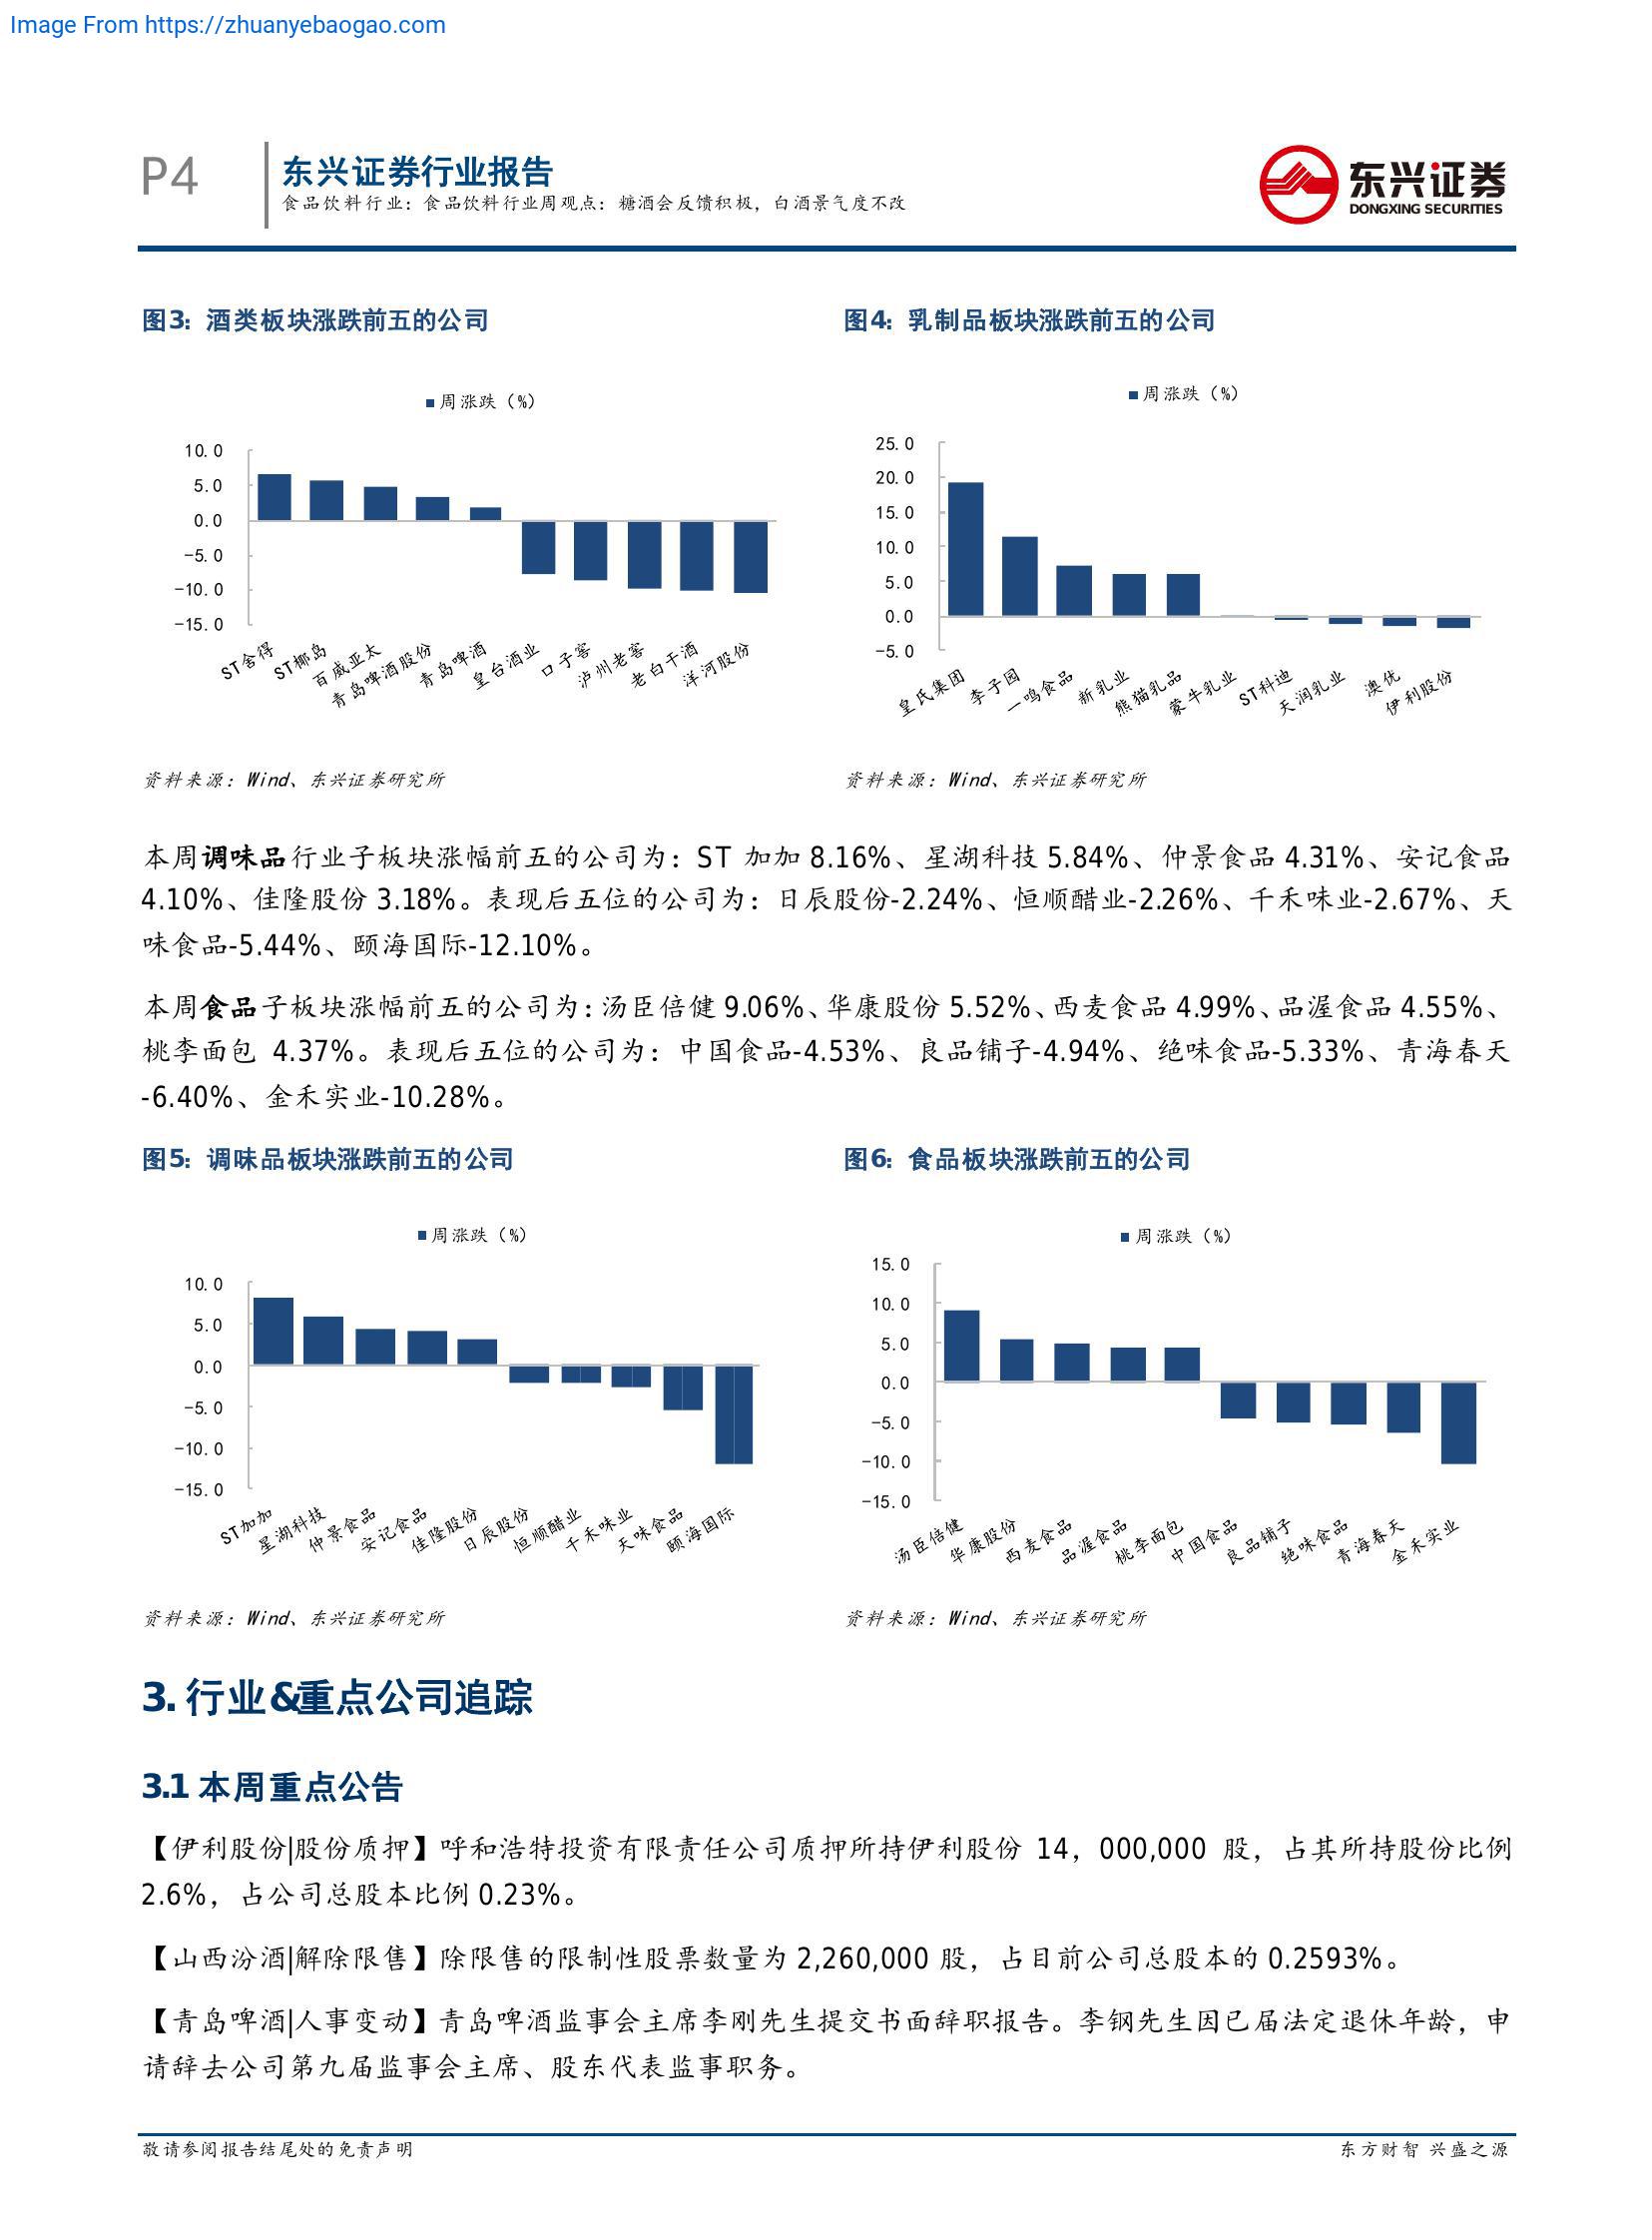 Image From https://zhuanyebaogao.com
P4
东兴证券行业报告
食品饮料行业：食品饮料行业周观点：糖酒会反馈积极，白酒景气度不改
东兴证券
DONGXING SECURITIES
图3：酒类板块涨跌前五的公司
周涨跌（%）
10.0
5.0
0.0
-5.0
-10.0
-15.0
ST舍得
ST椰岛
百威亚太
青岛啤酒股份
青岛啤酒
皇台酒业
口子窖
泸州老窖
老白干酒
洋河股份
资料来源：Wind、东兴证券研究所
图4：乳制品板块涨跌前五的公司
周涨跌（%）
25.0
20.0
15.0
10.0
5.0
0.0
-5.0
皇氏集团
李子园
一鸣食品
新乳业
熊猫乳品
蒙牛乳业
ST科迪
天润乳业
澳优
伊利股份
资料来源：Wind、东兴证券研究所
本周调味品行业子板块涨幅前五的公司为：ST 加加 8.16%、星湖科技 5.84%、仲景食品 4.31%、安记食品
4.10%、佳隆股份 3.18%。表现后五位的公司为：日辰股份-2.24%、恒顺醋业-2.26%、千禾味业-2.67%、天
味食品-5.44%、颐海国际-12.10%。
本周食品子板块涨幅前五的公司为：汤臣倍健 9.06%、华康股份 5.52%、西麦食品 4.99%、品渥食品 4.55%、
桃李面包 4.37%。表现后五位的公司为：中国食品-4.53%、良品铺子-4.94%、绝味食品-5.33%、青海春天
-6.40%、金禾实业-10.28%。
图5：调味品板块涨跌前五的公司
周涨跌（%）
10.0
5.0
0.0
-5.0
-10.0
-15.0
ST加加
星湖科技
仲景食品
安记食品
佳隆股份
日辰股份
恒顺醋业
千禾味业
天味食品
颐海国际
资料来源：Wind、东兴证券研究所
图6：食品板块涨跌前五的公司
周涨跌（%）
15.0
10.0
5.0
0.0
-5.0
-10.0
-15.0
汤臣倍健
华康股份
西麦食品
品渥食品
桃李面包
中国食品
良品铺子
绝味食品
青海春天
金禾实业
资料来源：Wind、东兴证券研究所
3. 行业&重点公司追踪
3.1 本周重点公告
【伊利股份|股份质押】呼和浩特投资有限责任公司质押所持伊利股份 14，000,000 股，占其所持股份比例
2.6%，占公司总股本比例 0.23%。
【山西汾酒|解除限售】除限售的限制性股票数量为 2,260,000 股，占目前公司总股本的 0.2593%。
【青岛啤酒|人事变动】青岛啤酒监事会主席李刚先生提交书面辞职报告。李钢先生因已届法定退休年龄，申
请辞去公司第九届监事会主席、股东代表监事职务。
敬请参阅报告结尾处的免责声明
东方财智 兴盛之源